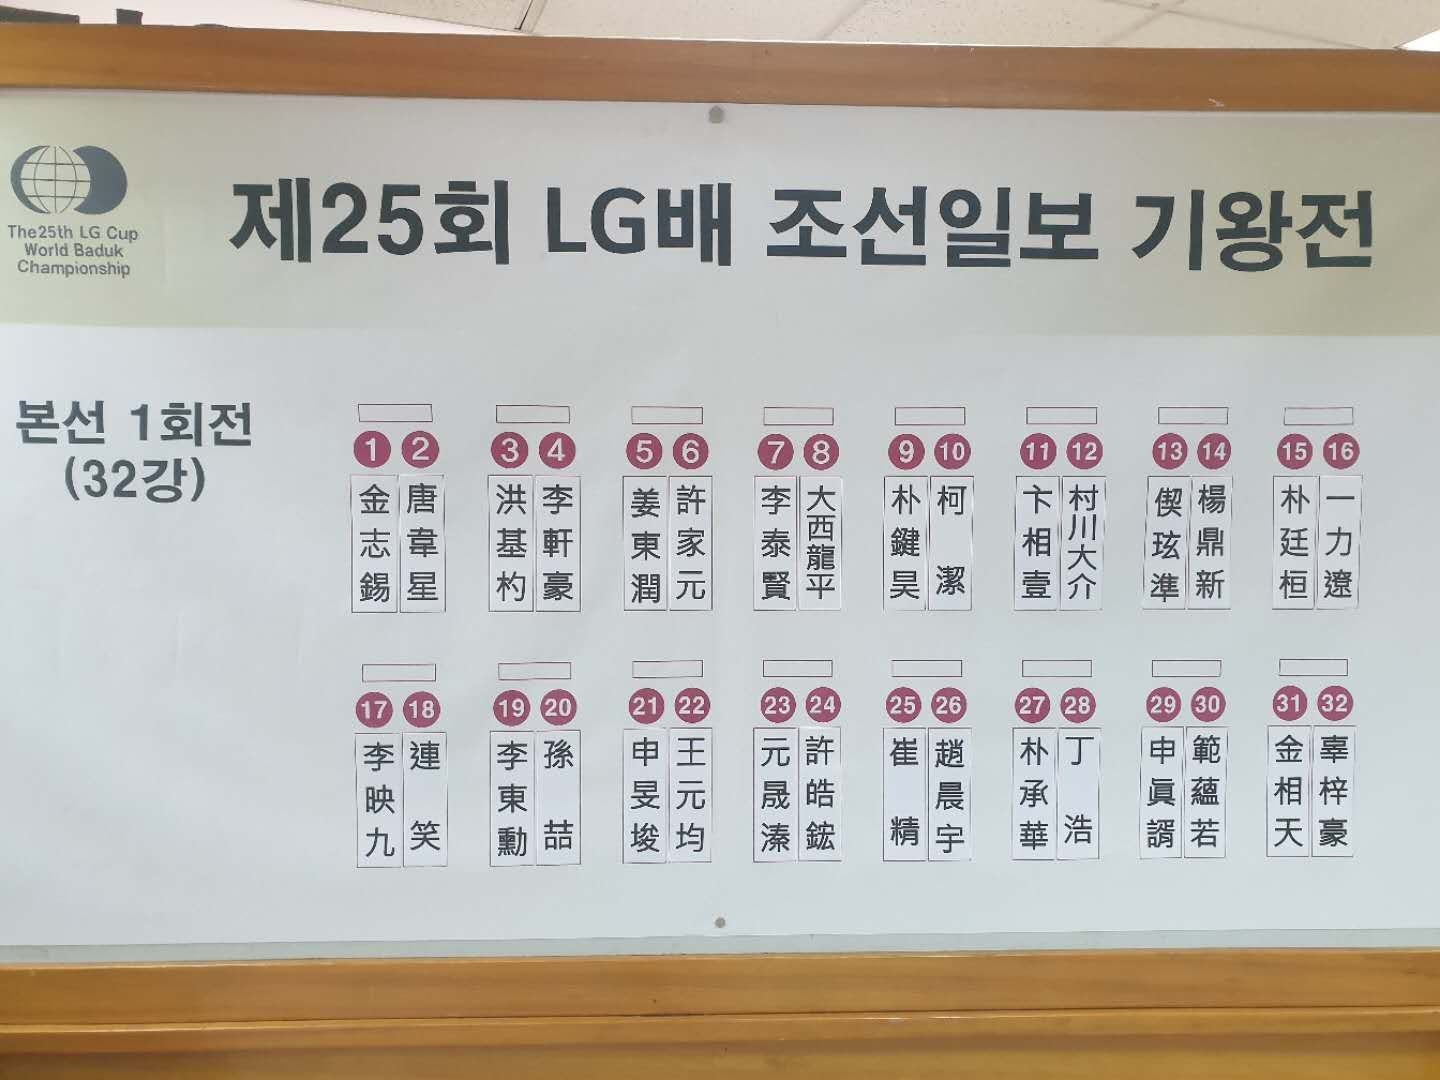 The25th LG Cup
World Baduk
Championship
제25회 LG배 조선일보 기왕전
본선 1회전
(32강)
1 2 3 4 5 6 7 8 9 10 11 12 13 14 15 16
金志錫
唐韋星
洪基杓
李軒豪
姜東潤
許家元
李泰賢
大西龍平
朴鍵昊
柯潔
卞相壹
村川大介
偰玹準
楊鼎新
朴廷桓
一力遼
17 18 19 20 21 22 23 24 25 26 27 28 29 30 31 32
李映九
連笑
李東勳
孫喆
申旻埈
王元均
元晟溱
許皓鋐
崔精
趙晨宇
朴承華
丁浩
申眞諝
範蘊若
金相天
辜梓豪